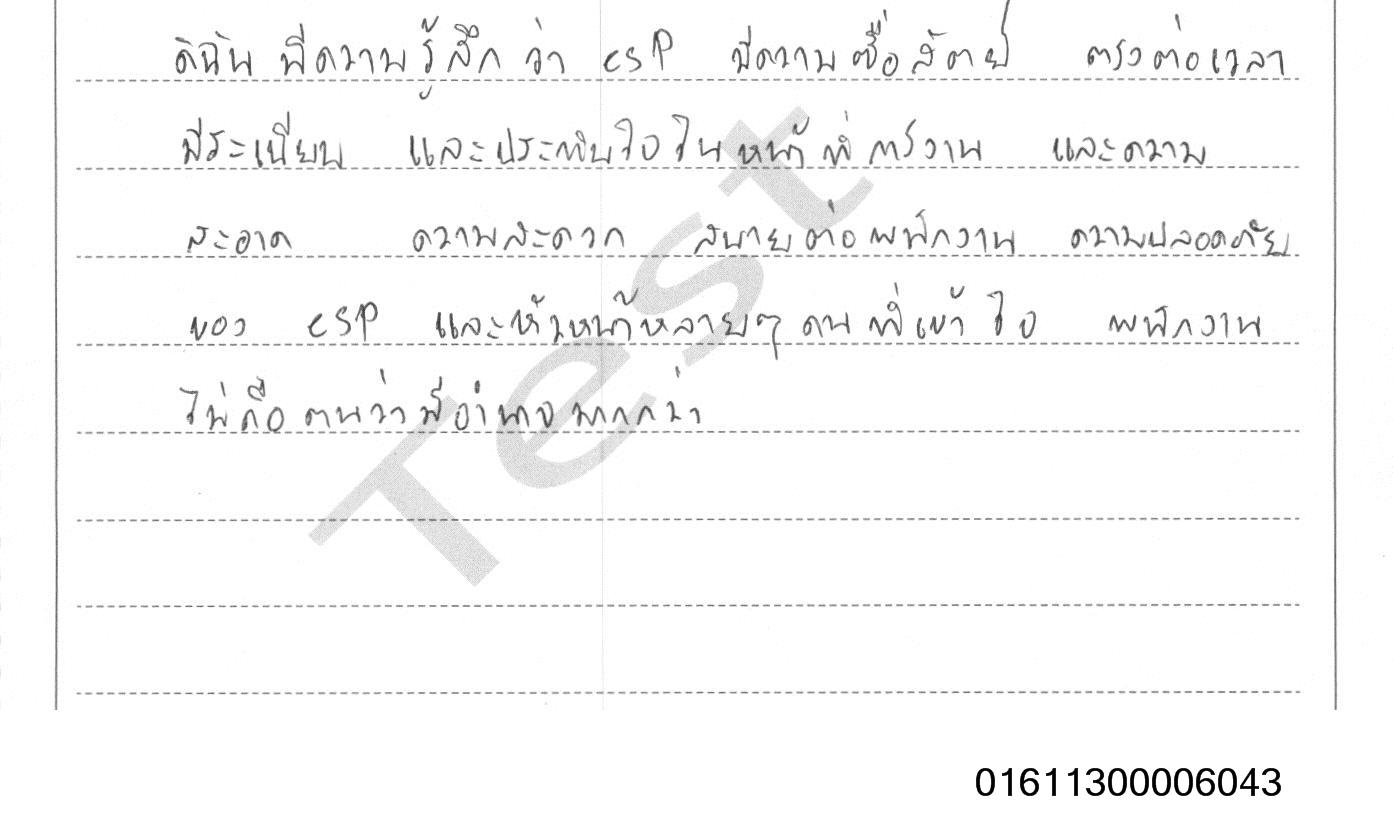 ดิฉัน มีความรู้สึกว่า csp มีความซื่อสัตย์ ตรงต่อเวลา
มีระเบียบ และประทับใจในหน้าที่การงาน และความ
สะอาด ความสะดวก สบายต่อพนักงาน ความปลอดภัย
ของ csp และหัวหน้าหลายๆ คนที่เข้าใจ พนักงาน
ไม่ถือตนว่ามีอำนาจมากกว่า
Test
01611300006043